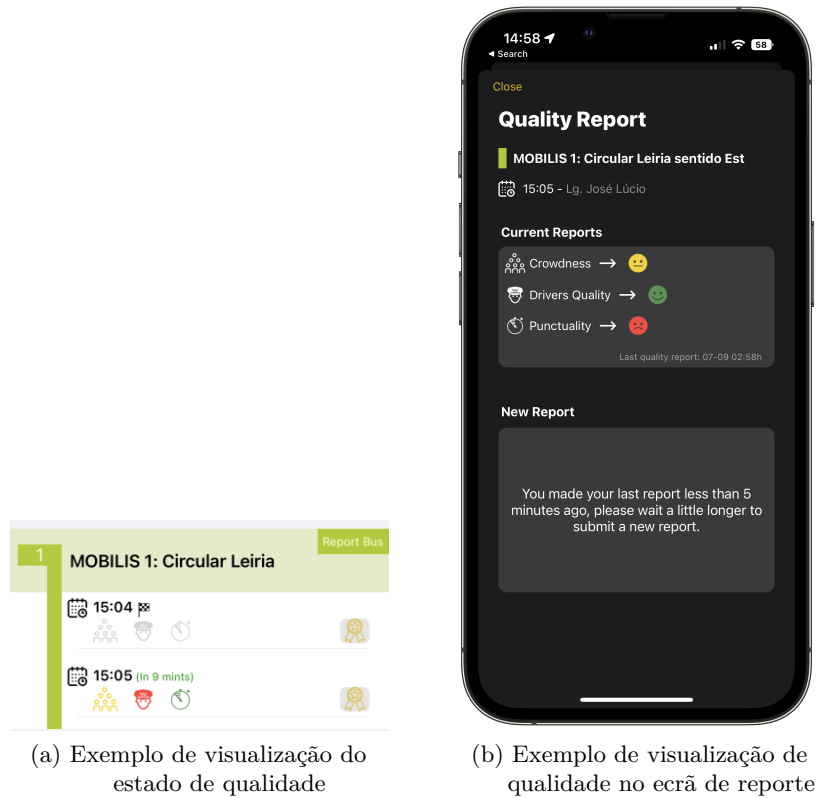 Report Bus
1
MOBILIS 1: Circular Leiria
15:04
15:05 (In 9 mints)
(a) Exemplo de visualização do
estado de qualidade
14:58
◀ Search
58
Close
Quality Report
MOBILIS 1: Circular Leiria sentido Est
15:05 - Lg. José Lúcio
Current Reports
Crowdness →
Drivers Quality →
Punctuality →
Last quality report: 07-09 02:58h
New Report
You made your last report less than 5
minutes ago, please wait a little longer to
submit a new report.
(b) Exemplo de visualização de
qualidade no ecrã de reporte